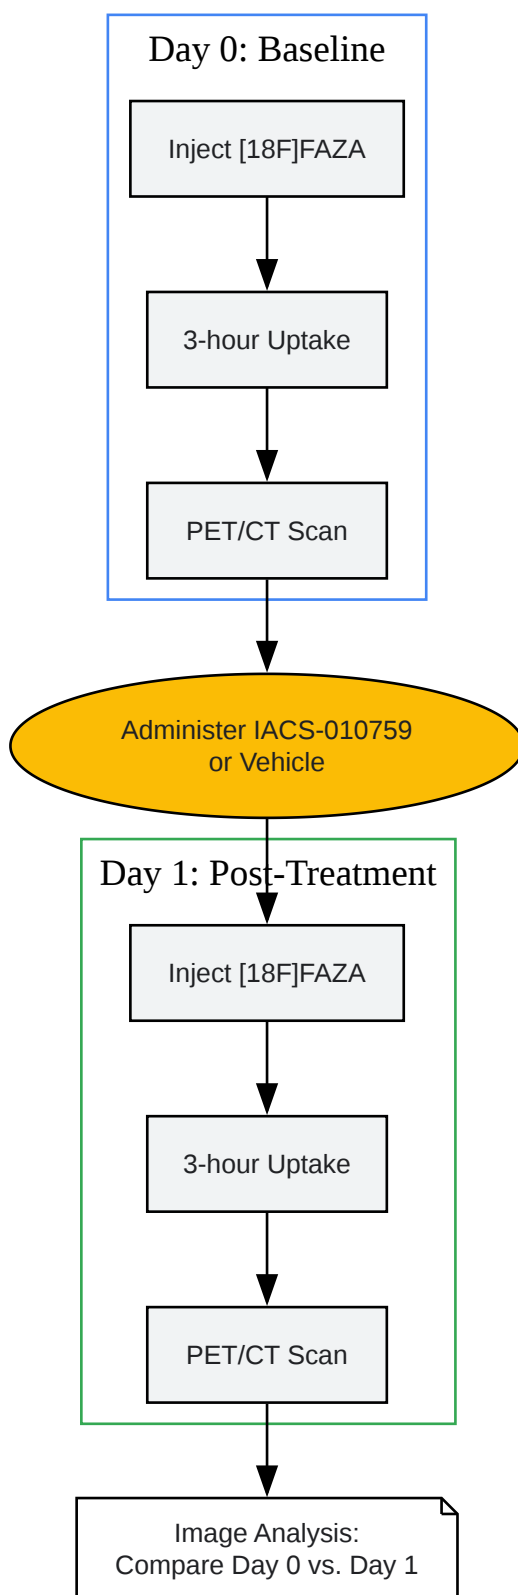 Day 0: Baseline
Inject [18F]FAZA
3-hour Uptake
PET/CT Scan
Administer IACS-010759
or Vehicle
Day 1: Post-Treatment
Inject [18F]FAZA
3-hour Uptake
PET/CT Scan
Image Analysis:
Compare Day 0 vs. Day 1